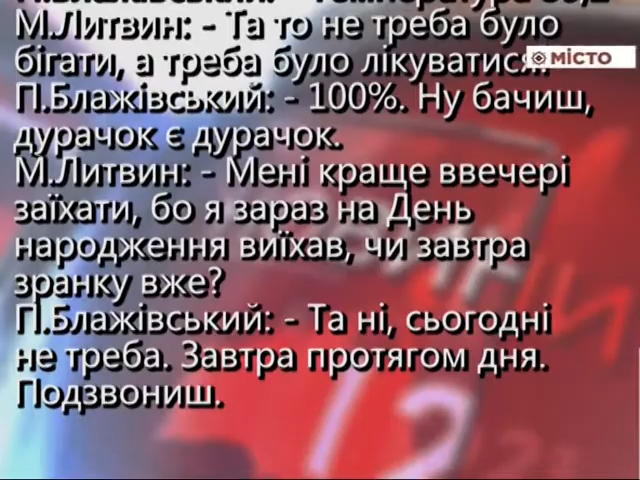 М.Литвин: - Та то не треба було
бігати, а треба було лікуватися!
МІСТО
П.Блажівський: - 100%. Ну бачиш,
дурачок є дурачок.
М.Литвин: - Мені краще ввечері
заїхати, бо я зараз на День
народження виїхав, чи завтра
зранку вже?
П.Блажівський: - Та ні, сьогодні
не треба. Завтра протягом дня.
Подзвониш.